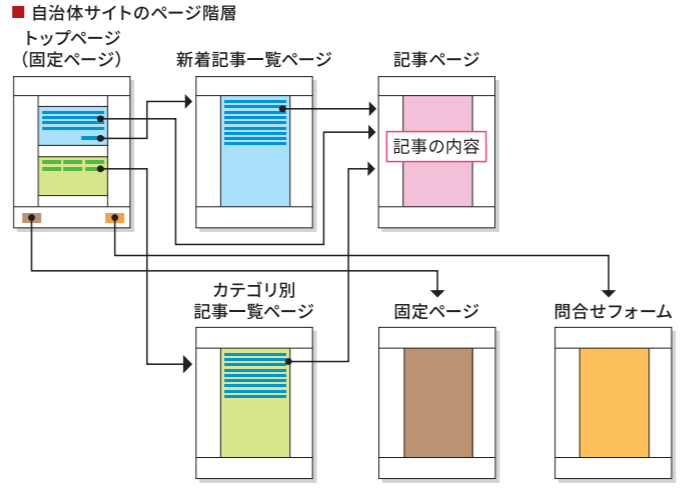 ■ 自治体サイトのページ階層
トップページ
（固定ページ）
新着記事一覧ページ
記事ページ
記事の内容
カテゴリ別
記事一覧ページ
固定ページ
問合せフォーム